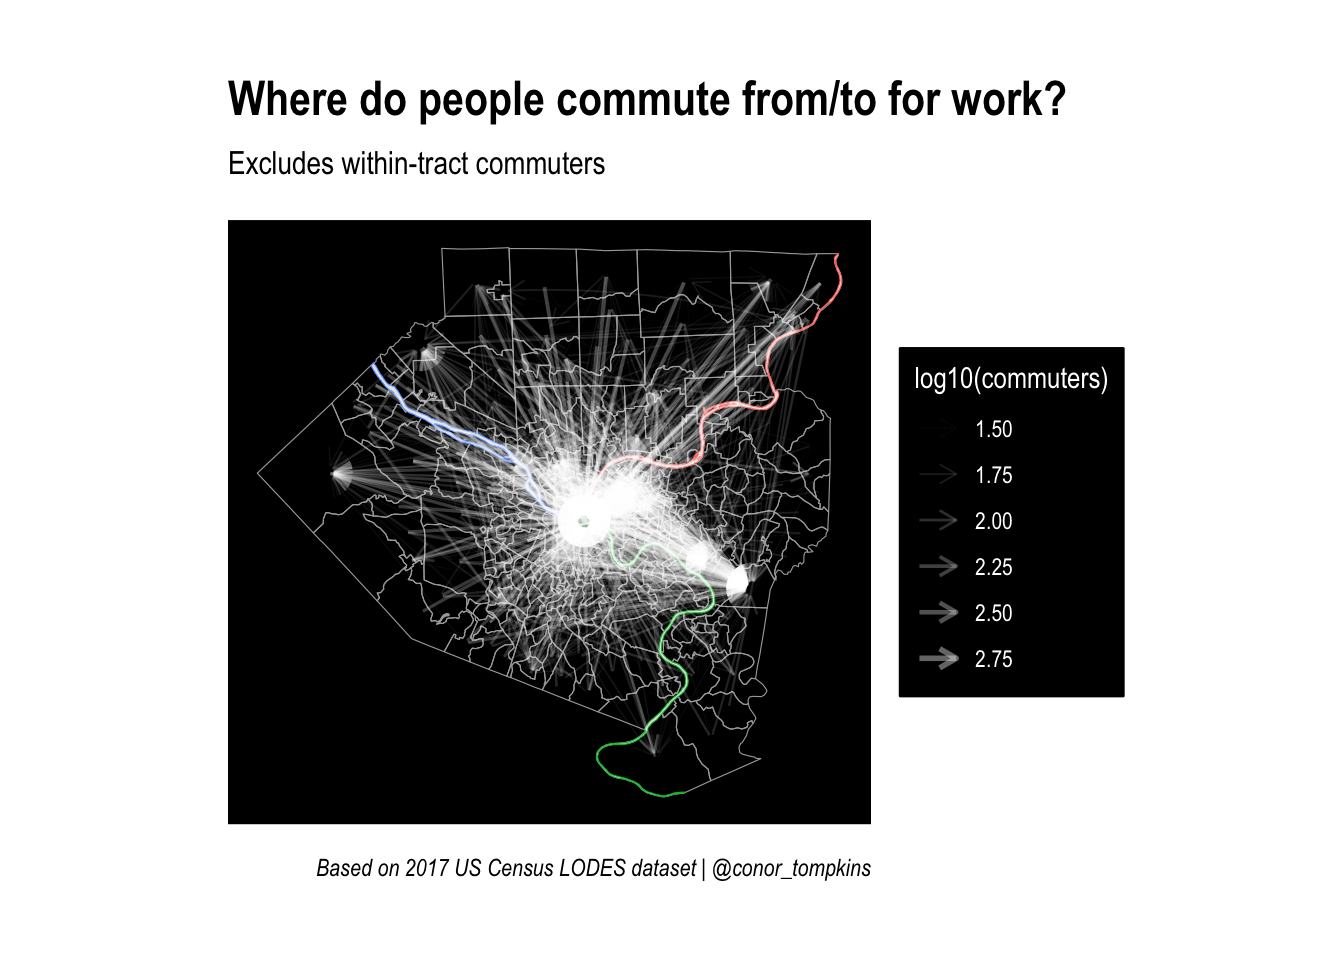 Where do people commute from/to for work?
Excludes within-tract commuters
log10(commuters)
1.50
1.75
2.00
2.25
2.50
2.75
Based on 2017 US Census LODES dataset | @conor_tompkins